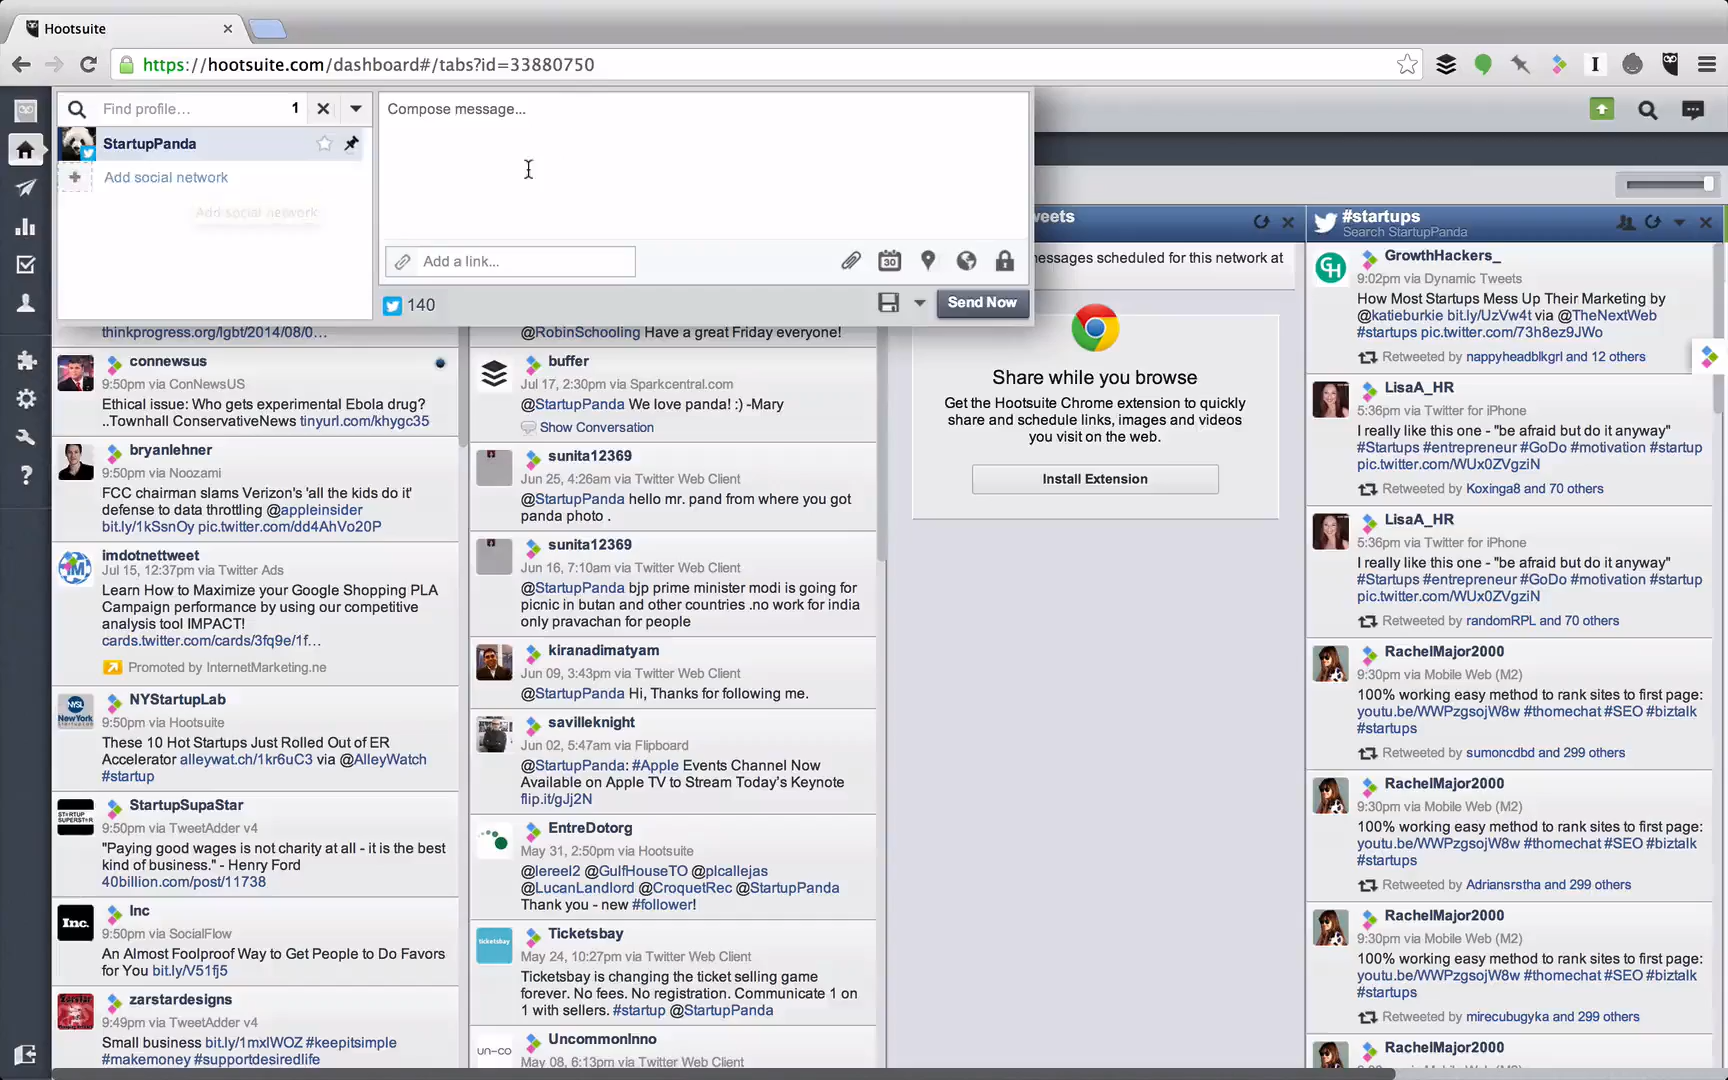 Hootsuite
https://hootsuite.com/dashboard#/tabs?id=33880750
Find profile... 1
StartupPanda
Add social network
Add social network
Compose message...
Add a link...
30
140
Send Now
thinkprogress.org/lgbt/2014/08/0...
connewsus
9:50pm via ConNewsUS
Ethical issue: Who gets experimental Ebola drug?
..Townhall ConservativeNews tinyurl.com/khygc35
bryanlehner
9:50pm via Noozami
FCC chairman slams Verizon's 'all the kids do it'
defense to data throttling @appleinsider
bit.ly/1kSsnOy pic.twitter.com/dd4AhVo20P
imdotnettweet
Jul 15, 12:37pm via Twitter Ads
Learn How to Maximize your Google Shopping PLA
Campaign performance by using our competitive
analysis tool IMPACT!
cards.twitter.com/cards/3fq9e/1f...
Promoted by InternetMarketing.ne
NYStartupLab
9:50pm via Hootsuite
These 10 Hot Startups Just Rolled Out of ER
Accelerator alleywat.ch/1kr6uC3 via @AlleyWatch
#startup
StartupSupaStar
9:50pm via TweetAdder v4
"Paying good wages is not charity at all - it is the best
kind of business." - Henry Ford
40billion.com/post/11738
Inc.
Inc
9:50pm via SocialFlow
An Almost Foolproof Way to Get People to Do Favors
for You bit.ly/V51fj5
zarstardesigns
9:49pm via TweetAdder v4
Small business bit.ly/1mxlWOZ #keepitsimple
#makemoney #supportdesiredlife
@RobinSchooling Have a great Friday everyone!
buffer
Jul 17, 2:30pm via Sparkcentral.com
@StartupPanda We love panda! :) -Mary
Show Conversation
sunita12369
Jun 25, 4:26am via Twitter Web Client
@StartupPanda hello mr. pand from where you got
panda photo .
sunita12369
Jun 16, 7:10am via Twitter Web Client
@StartupPanda bjp prime minister modi is going for
picnic in butan and other countries .no work for india
only pravachan for people
kiranadimatyam
Jun 09, 3:43pm via Twitter Web Client
@StartupPanda Hi, Thanks for following me.
savilleknight
Jun 02, 5:47am via Flipboard
@StartupPanda: #Apple Events Channel Now
Available on Apple TV to Stream Today's Keynote
flip.it/gJj2N
EntreDotorg
May 31, 2:50pm via Hootsuite
@lereel2 @GulfHouseTO @plcallejas
@LucanLandlord @CroquetRec @StartupPanda
Thank you - new #follower!
ticketsbay
Ticketsbay
May 24, 10:27pm via Twitter Web Client
Ticketsbay is changing the ticket selling game
forever. No fees. No registration. Communicate 1 on
1 with sellers. #startup @StartupPanda
un-co
UncommonInno
May 08, 6:13pm via Twitter Web Client
weets
essages scheduled for this network at
Share while you browse
Get the Hootsuite Chrome extension to quickly
share and schedule links, images and videos
you visit on the web.
Install Extension
#startups
Search StartupPanda
GrowthHackers_
9:02pm via Dynamic Tweets
How Most Startups Mess Up Their Marketing by
@katieburkie bit.ly/UzVw4t via @TheNextWeb
#startups pic.twitter.com/73h8ez9JWo
Retweeted by nappyheadblkgrl and 12 others
LisaA_HR
5:36pm via Twitter for iPhone
I really like this one - "be afraid but do it anyway"
#Startups #entrepreneur #GoDo #motivation #startup
pic.twitter.com/WUx0ZVgziN
Retweeted by Koxinga8 and 70 others
LisaA_HR
5:36pm via Twitter for iPhone
I really like this one - "be afraid but do it anyway"
#Startups #entrepreneur #GoDo #motivation #startup
pic.twitter.com/WUx0ZVgziN
Retweeted by randomRPL and 70 others
RachelMajor2000
9:30pm via Mobile Web (M2)
100% working easy method to rank sites to first page:
youtu.be/WWPzgsojW8w #thomechat #SEO #biztalk
#startups
Retweeted by sumoncdbd and 299 others
RachelMajor2000
9:30pm via Mobile Web (M2)
100% working easy method to rank sites to first page:
youtu.be/WWPzgsojW8w #thomechat #SEO #biztalk
#startups
Retweeted by Adriansrstha and 299 others
RachelMajor2000
9:30pm via Mobile Web (M2)
100% working easy method to rank sites to first page:
youtu.be/WWPzgsojW8w #thomechat #SEO #biztalk
#startups
Retweeted by mirecubugyka and 299 others
RachelMajor2000